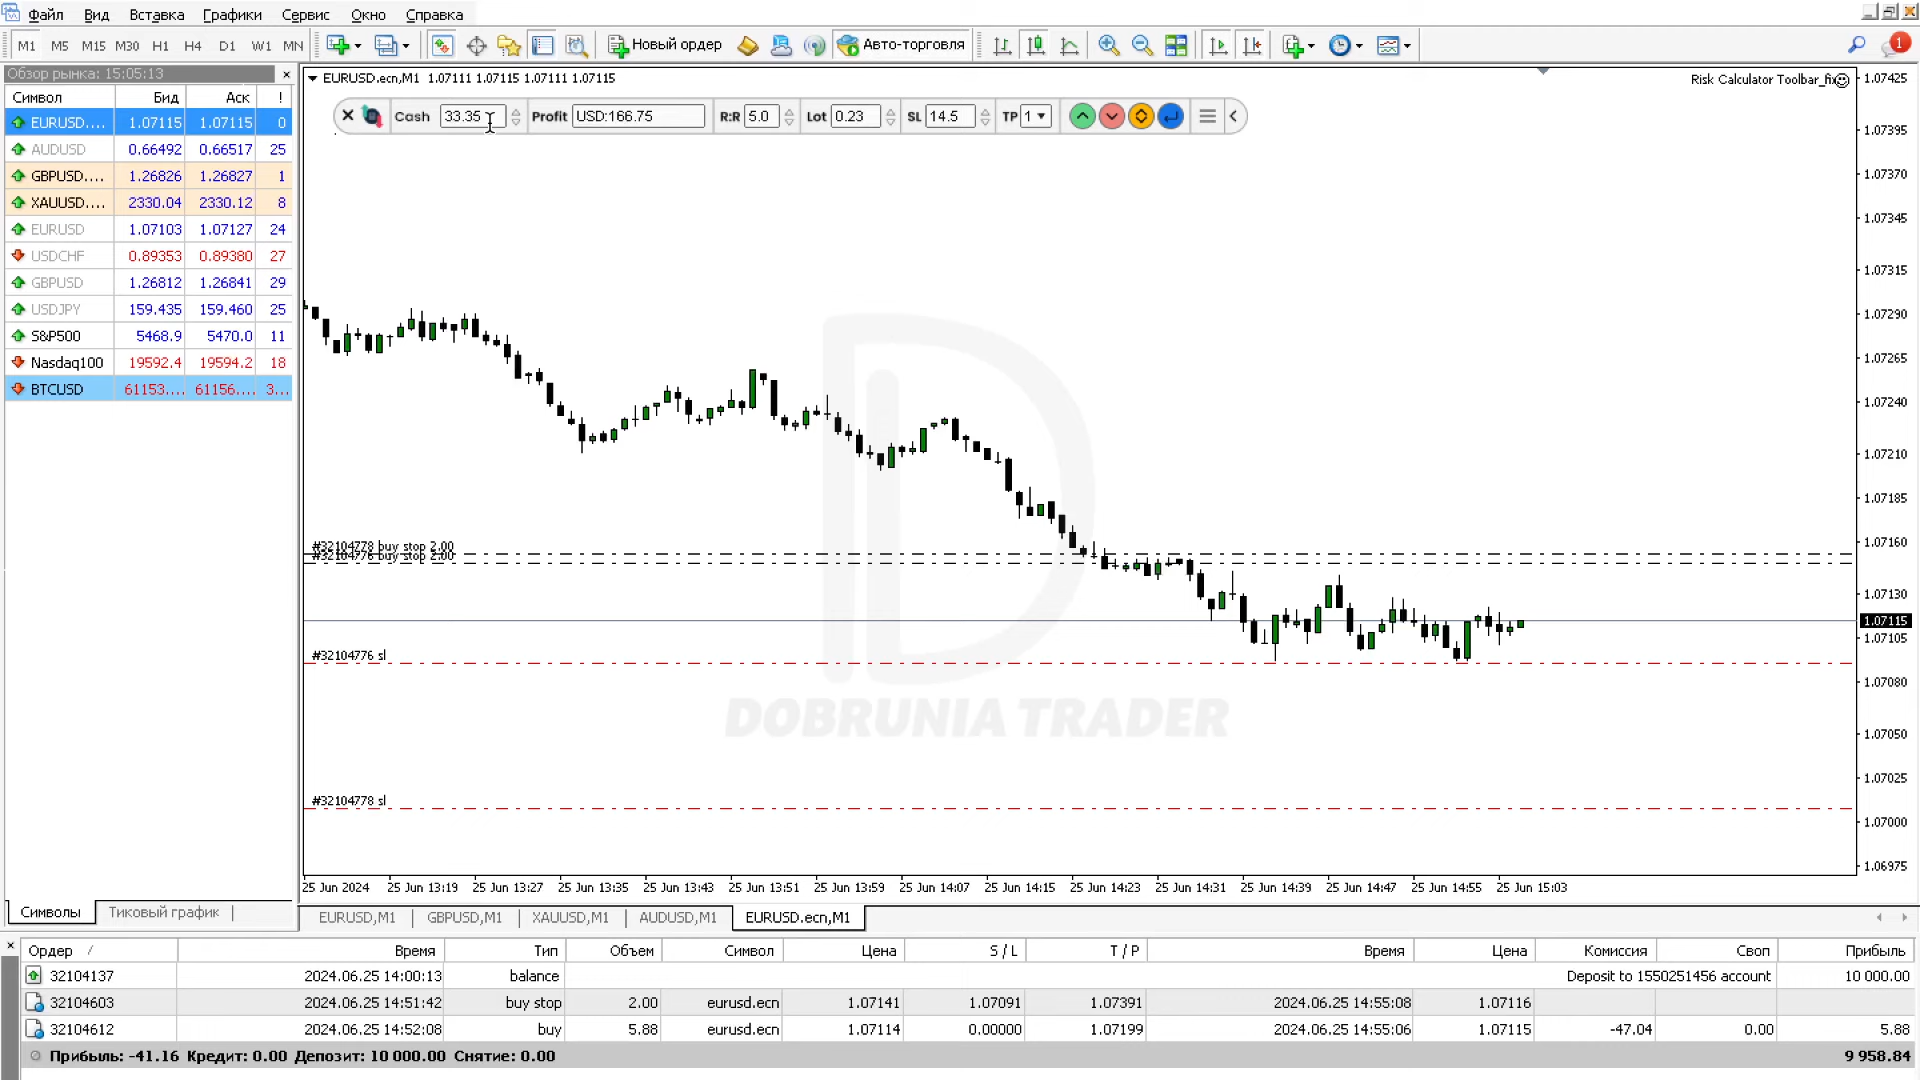 Файл Вид Вставка Графики Сервис Окно Справка
M1 M5 M15 M30 H1 H4 D1 W1 MN Новый ордер Авто-торговля 1
Обзор рынка: 15:05:13
Символ Бид Аск !
EURUSD.... 1.07115 1.07115 0
AUDUSD 0.66492 0.66517 25
GBPUSD.... 1.26826 1.26827 1
XAUUSD.... 2330.04 2330.12 8
EURUSD 1.07103 1.07127 24
USDCHF 0.89353 0.89380 27
GBPUSD 1.26812 1.26841 29
USDJPY 159.435 159.460 25
S&P500 5468.9 5470.0 11
Nasdaq100 19592.4 19594.2 18
BTCUSD 61153.... 61156.... 3...
Символы Тиковый график
EURUSD.ecn,M1 1.07111 1.07115 1.07111 1.07115
Risk Calculator Toolbar_fix
Cash 33.35 Profit USD:166.75 R:R 5.0 Lot 0.23 SL 14.5 TP 1
#32104778 buy stop 2.00
#32104776 buy stop 2.00
#32104776 sl
#32104778 sl
DOBRUNIA TRADER
1.07425
1.07395
1.07370
1.07345
1.07315
1.07290
1.07265
1.07240
1.07210
1.07185
1.07160
1.07130
1.07115
1.07105
1.07080
1.07050
1.07025
1.07000
1.06975
25 Jun 2024 25 Jun 13:19 25 Jun 13:27 25 Jun 13:35 25 Jun 13:43 25 Jun 13:51 25 Jun 13:59 25 Jun 14:07 25 Jun 14:15 25 Jun 14:23 25 Jun 14:31 25 Jun 14:39 25 Jun 14:47 25 Jun 14:55 25 Jun 15:03
EURUSD,M1 GBPUSD,M1 XAUUSD,M1 AUDUSD,M1 EURUSD.ecn,M1
Ордер / Время Тип Объем Символ Цена S / L T / P Время Цена Комиссия Своп Прибыль
32104137 2024.06.25 14:00:13 balance Deposit to 1550251456 account 10 000.00
32104603 2024.06.25 14:51:42 buy stop 2.00 eurusd.ecn 1.07141 1.07091 1.07391 2024.06.25 14:55:08 1.07116
32104612 2024.06.25 14:52:08 buy 5.88 eurusd.ecn 1.07114 0.00000 1.07199 2024.06.25 14:55:06 1.07115 -47.04 0.00 5.88
Прибыль: -41.16 Кредит: 0.00 Депозит: 10 000.00 Снятие: 0.00 9 958.84